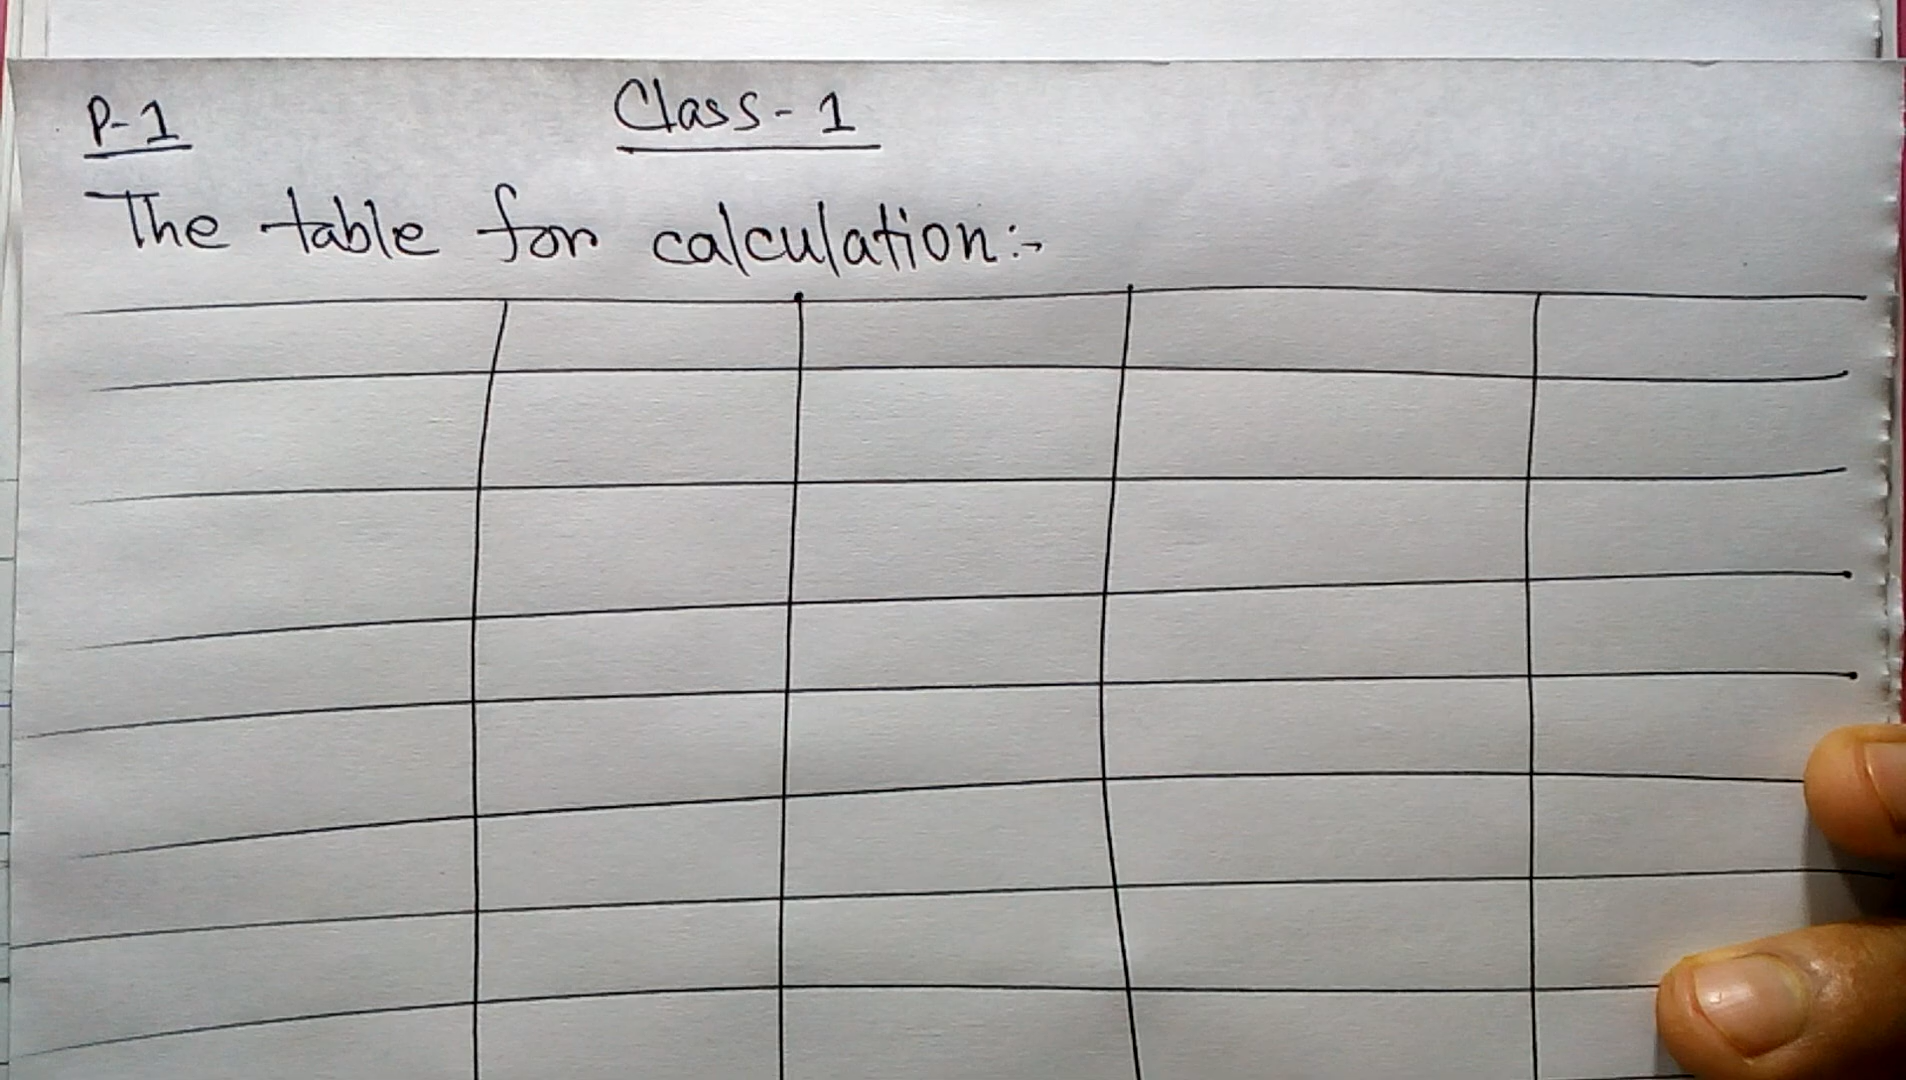 P-1
Class-1
The table for calculation:-